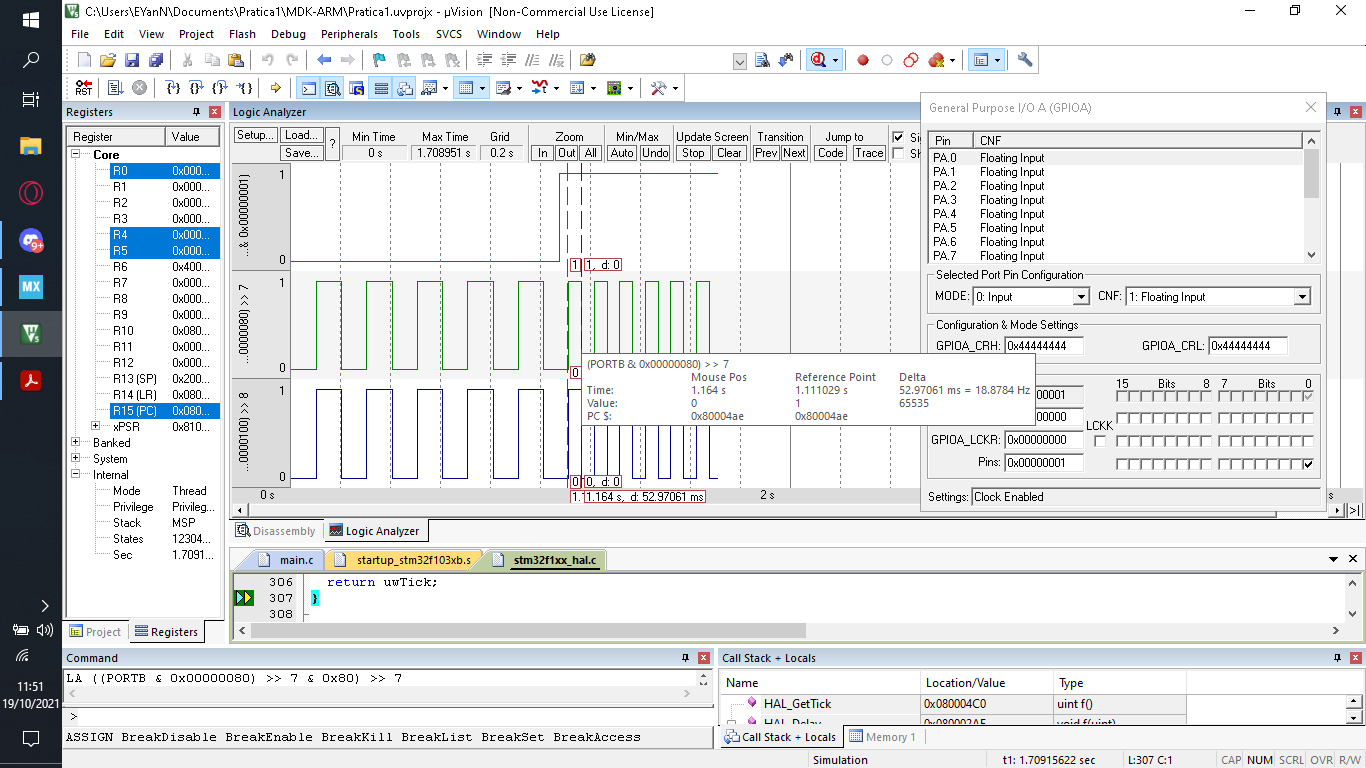 C:\Users\EYanN\Documents\Pratica1\MDK-ARM\Pratica1.uvprojx - µVision [Non-Commercial Use License]
File Edit View Project Flash Debug Peripherals Tools SVCS Window Help
RST
Registers
Register Value
Core
R0 0x000...
R1 0x000...
R2 0x000...
R3 0x000...
R4 0x000...
R5 0x000...
R6 0x400...
R7 0x000...
R8 0x000...
R9 0x000...
R10 0x080...
R11 0x000...
R12 0x000...
R13 (SP) 0x200...
R14 (LR) 0x080...
R15 (PC) 0x080...
xPSR 0x810...
Banked
System
Internal
Mode Thread
Privilege Privileg...
Stack MSP
States 12304...
Sec 1.7091...
Project Registers
Logic Analyzer
Setup... Load... Save... ?
Min Time Max Time Grid Zoom Min/Max Update Screen Transition Jump to
0 s 1.708951 s 0.2 s In Out All Auto Undo Stop Clear Prev Next Code Trace
...& 0x00000001) 1 0
1 1, d: 0
...0000080) >> 7 1 0
0
...0000100) >> 8 1 0
0 0, d: 0
0 s 1.1 1.164 s, d: 52.97061 ms 2 s s
(PORTB & 0x00000080) >> 7
Mouse Pos Reference Point Delta
Time: 1.164 s 1.111029 s 52.97061 ms = 18.8784 Hz
Value: 0 1 65535
PC $: 0x80004ae 0x80004ae
General Purpose I/O A (GPIOA)
Pin CNF
PA.0 Floating Input
PA.1 Floating Input
PA.2 Floating Input
PA.3 Floating Input
PA.4 Floating Input
PA.5 Floating Input
PA.6 Floating Input
PA.7 Floating Input
Selected Port Pin Configuration
MODE: 0: Input CNF: 1: Floating Input
Configuration & Mode Settings
GPIOA_CRH: 0x44444444 GPIOA_CRL: 0x44444444
15 Bits 8 7 Bits 0
LCKK
GPIOA_LCKR: 0x00000000
Pins: 0x00000001
Settings: Clock Enabled
Disassembly Logic Analyzer
main.c startup_stm32f103xb.s stm32f1xx_hal.c
306 return uwTick;
307 }
308
Command
LA ((PORTB & 0x00000080) >> 7 & 0x80) >> 7
>
ASSIGN BreakDisable BreakEnable BreakKill BreakList BreakSet BreakAccess
Call Stack + Locals
Name Location/Value Type
HAL_GetTick 0x080004C0 uint f()
HAL_Delay 0x080002AE void f(uint)
Call Stack + Locals Memory 1
Simulation t1: 1.70915622 sec L:307 C:1 CAP NUM SCRL OVR R/W
9+
MX
11:51
19/10/2021